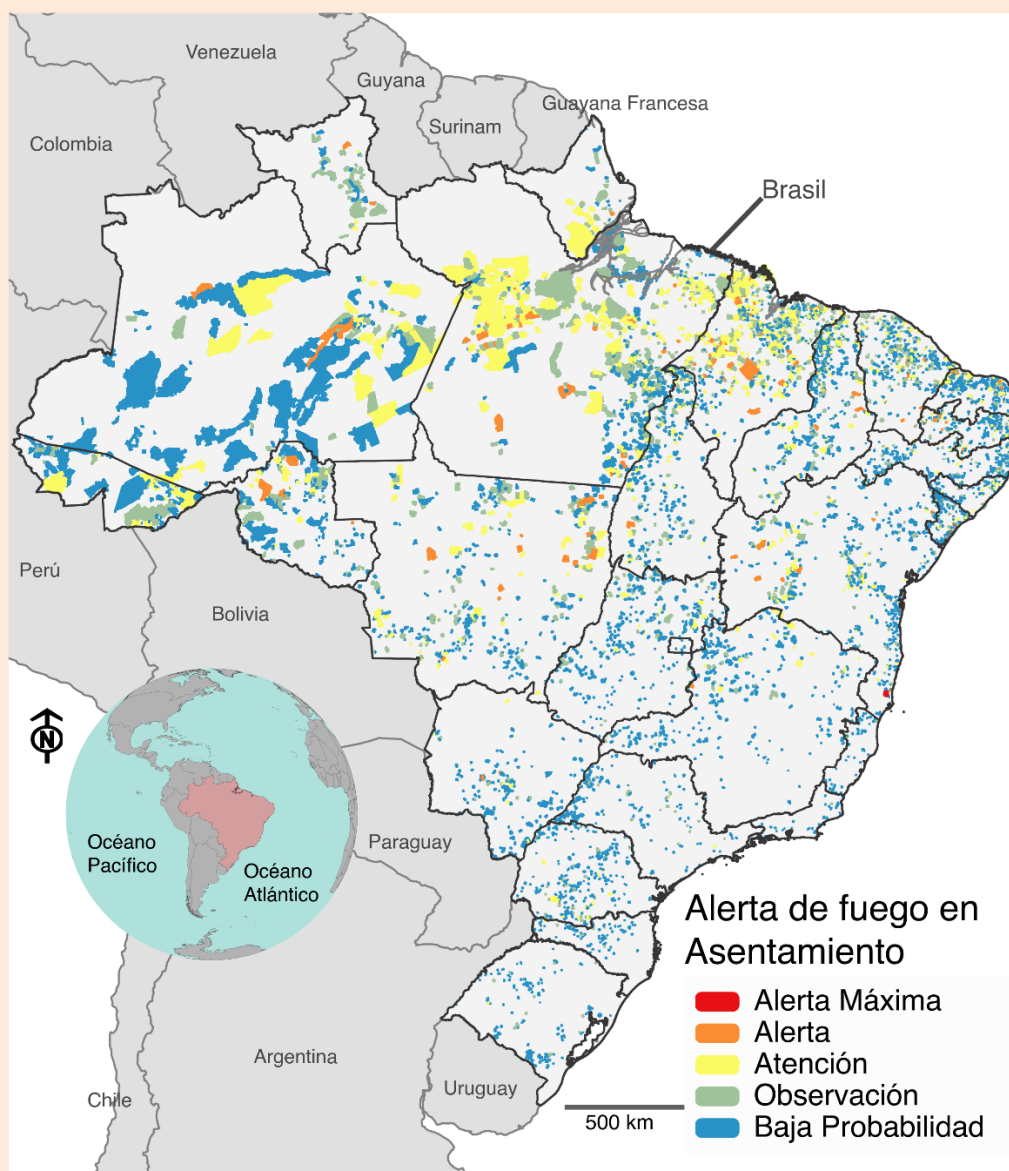 Venezuela
Guyana
Guayana Francesa
Surinam
Colombia
Brasil
Perú
Bolivia
N
Océano
Pacífico
Océano
Atlántico
Paraguay
Alerta de fuego en
Asentamiento
Alerta Máxima
Alerta
Atención
Observación
Baja Probabilidad
Argentina
Uruguay
Chile
500 km